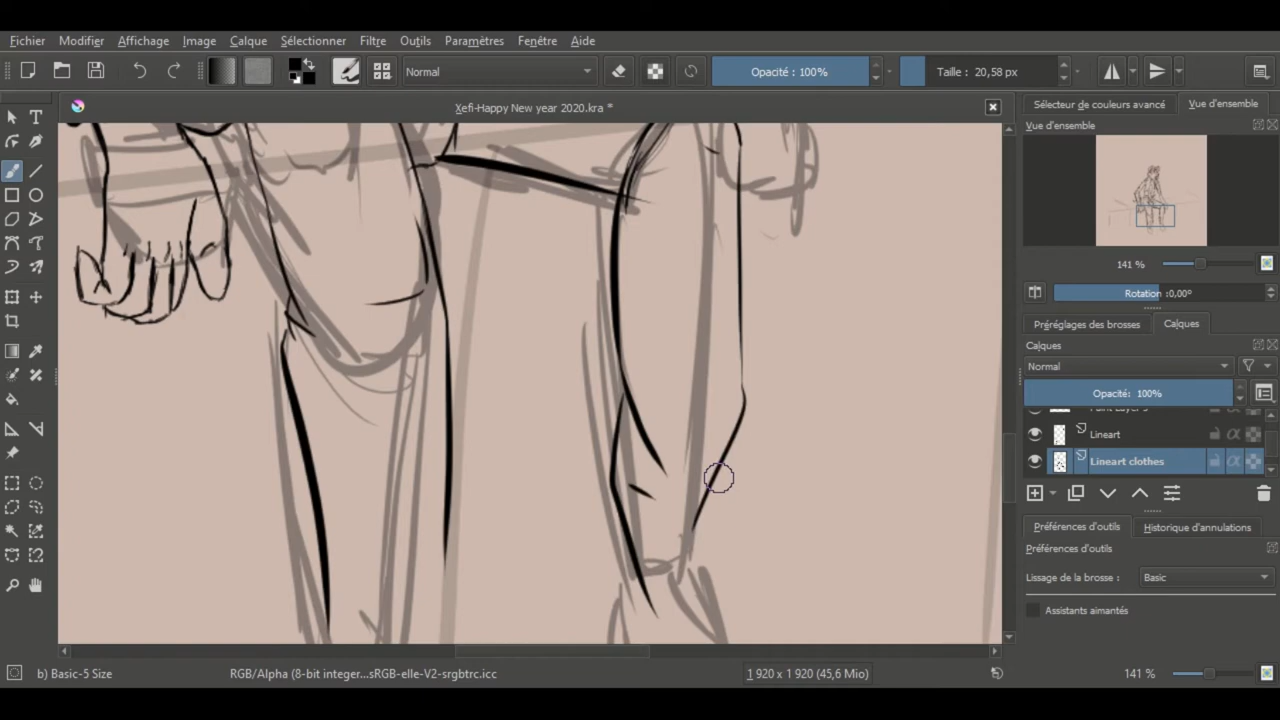 Fichier Modifier Affichage Image Calque Sélectionner Filtre Outils Paramètres Fenêtre Aide
Normal Opacité : 100% Taille : 20,58 px
Xefi-Happy New year 2020.kra *
Sélecteur de couleurs avancé Vue d'ensemble
Vue d'ensemble
141 %
Rotation :0,00°
Préréglages des brosses Calques
Calques
Normal
Opacité: 100%
Lineart
Lineart clothes
Préférences d'outils Historique d'annulations
Préférences d'outils
Lissage de la brosse : Basic
Assistants aimantés
b) Basic-5 Size RGB/Alpha (8-bit integer...sRGB-elle-V2-srgbtrc.icc 1 920 x 1 920 (45,6 Mio) 141 %